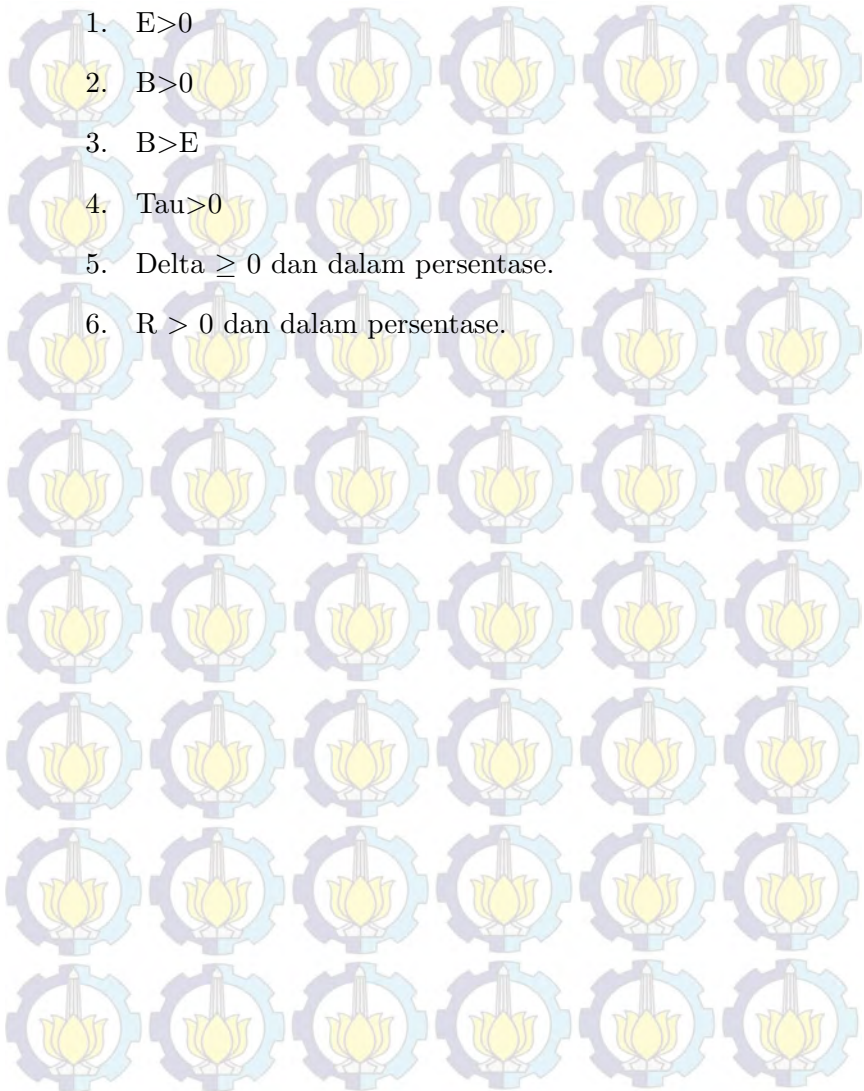 1. E>0
2. B>0
3. B>E
4. Tau>0
5. Delta ≥ 0 dan dalam persentase.
6. R > 0 dan dalam persentase.